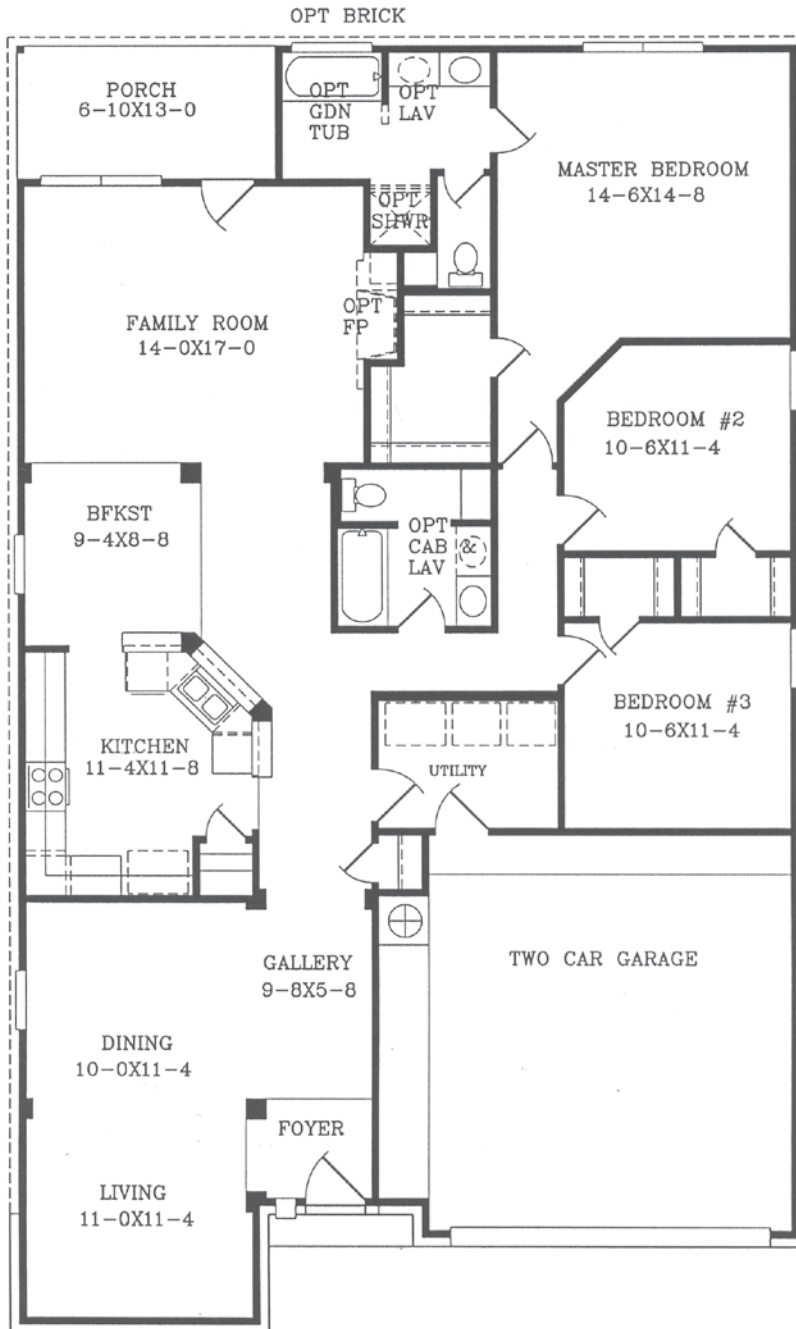 OPT BRICK
PORCH
6-10X13-0
OPT
GDN
TUB
OPT
LAV
MASTER BEDROOM
14-6X14-8
OPT
SHWR
OPT
FP
FAMILY ROOM
14-0X17-0
BEDROOM #2
10-6X11-4
BFKST
9-4X8-8
OPT
CAB &
LAV
BEDROOM #3
10-6X11-4
KITCHEN
11-4X11-8
UTILITY
GALLERY
9-8X5-8
TWO CAR GARAGE
DINING
10-0X11-4
FOYER
LIVING
11-0X11-4